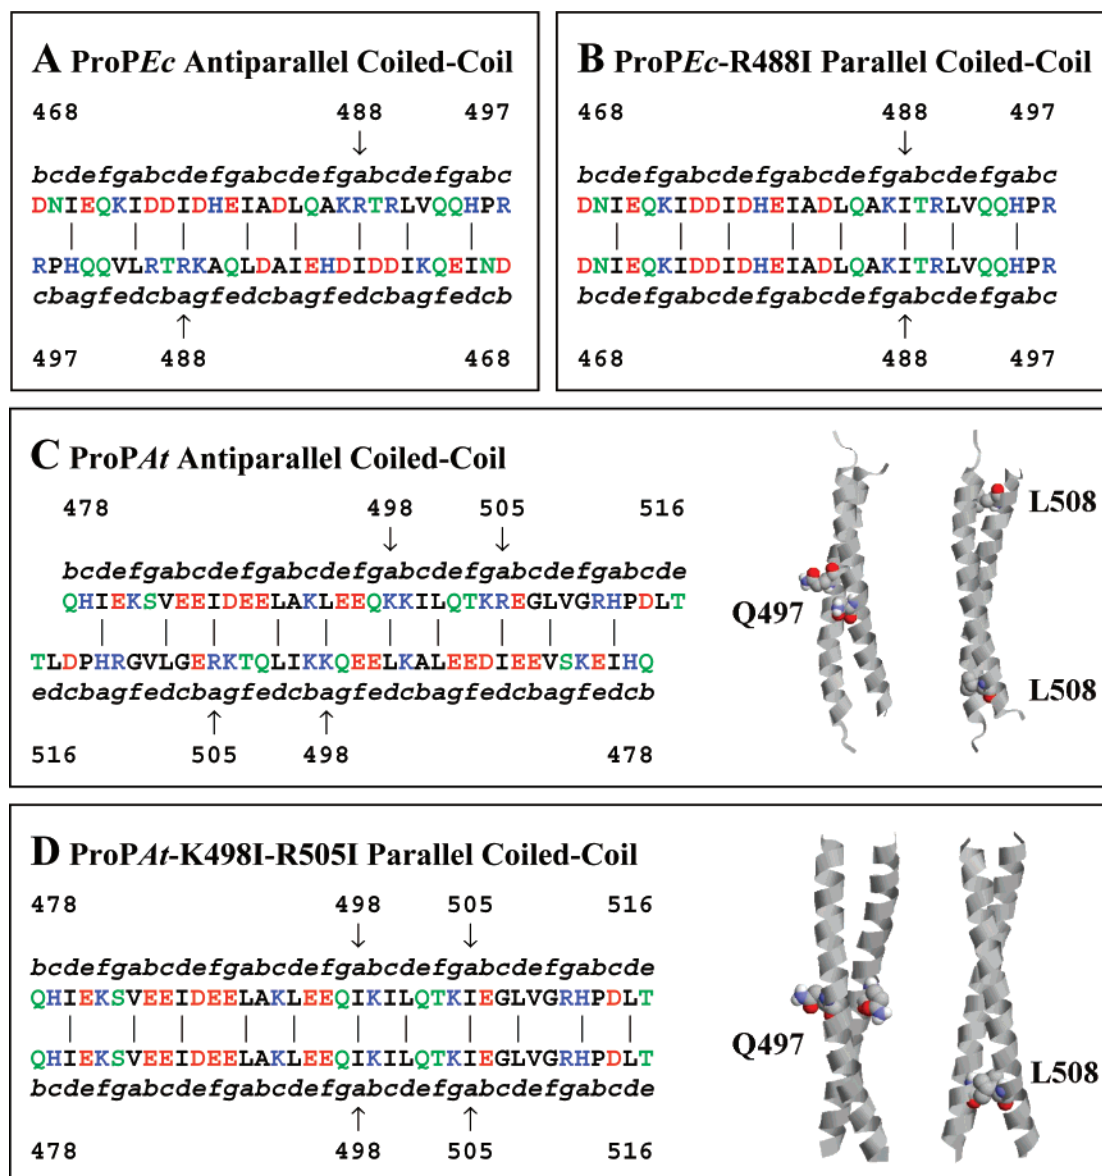 A ProPEc Antiparallel Coiled-Coil
468 488 497
↓
bcdefgabcdefgabcdefgabcdefgabc
DNIEQKIDDIDHEIADLQAKRTRLVQQHPR
RPHQQVLRTRKAQLDAIEHDIDDIKQEIND
cbagfedcbagfedcbagfedcbagfedcb
↑
497 488 468
B ProPEc-R488I Parallel Coiled-Coil
468 488 497
↓
bcdefgabcdefgabcdefgabcdefgabc
DNIEQKIDDIDHEIADLQAKITRLVQQHPR
DNIEQKIDDIDHEIADLQAKITRLVQQHPR
bcdefgabcdefgabcdefgabcdefgabc
↑
468 488 497
C ProPAt Antiparallel Coiled-Coil
478 498 505 516
↓ ↓
bcdefgabcdefgabcdefgabcdefgabcdefgabcde
QHIEKSVEEIDEELAKLEEQKKILQTKREGLVGRHPDLT
TLDPHRGVLGERKTQLIKKQEELKALEEDIEEVSKEIHQ
edcbagfedcbagfedcbagfedcbagfedcbagfedcb
↑ ↑
516 505 498 478
Q497
L508
L508
D ProPAt-K498I-R505I Parallel Coiled-Coil
478 498 505 516
↓ ↓
bcdefgabcdefgabcdefgabcdefgabcdefgabcde
QHIEKSVEEIDEELAKLEEQIKILQTKIEGLVGRHPDLT
QHIEKSVEEIDEELAKLEEQIKILQTKIEGLVGRHPDLT
bcdefgabcdefgabcdefgabcdefgabcdefgabcde
↑ ↑
478 498 505 516
Q497
L508